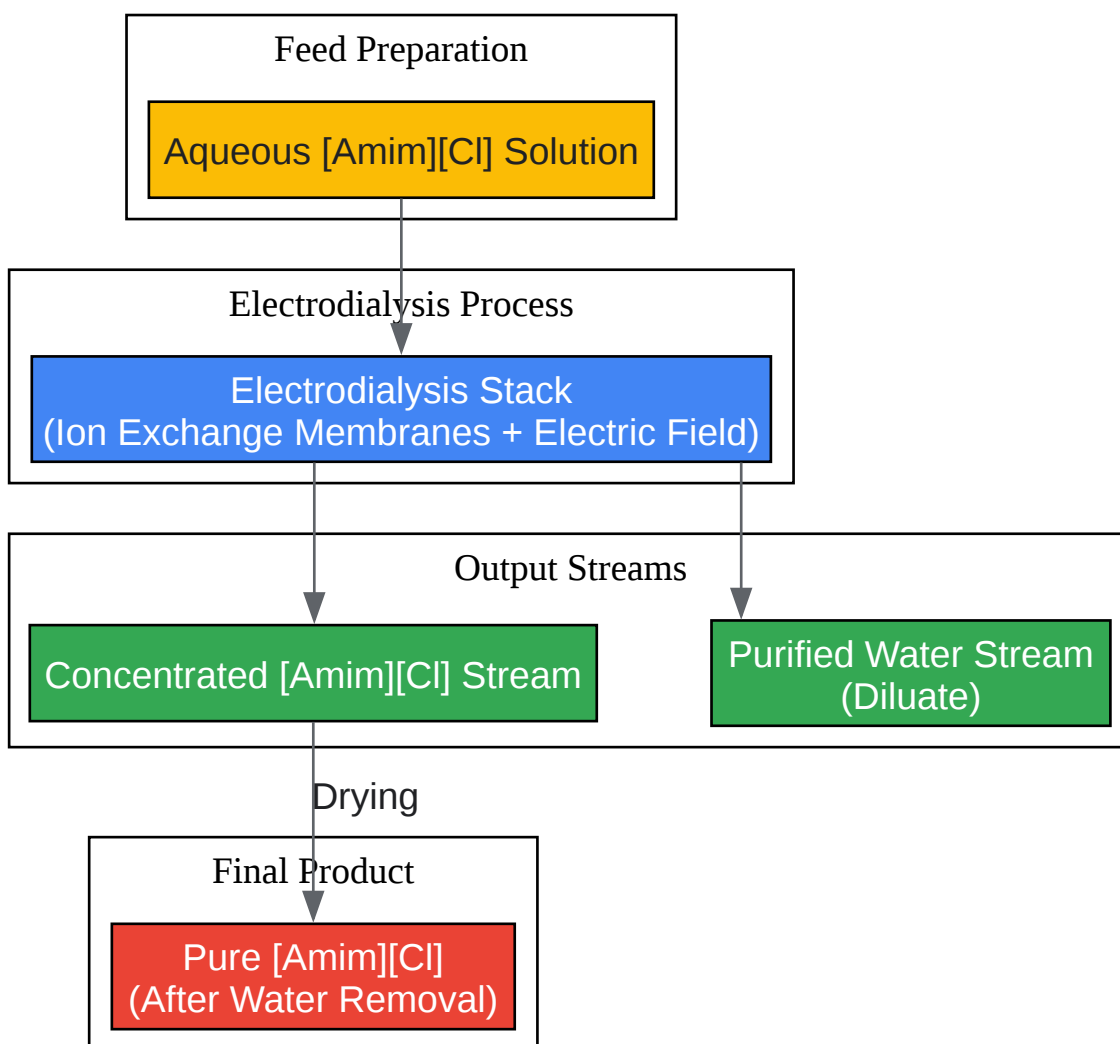 Feed Preparation
Aqueous [Amim][Cl] Solution
Electrodialysis Process
Electrodialysis Stack
(Ion Exchange Membranes + Electric Field)
Output Streams
Concentrated [Amim][Cl] Stream
Purified Water Stream
(Diluate)
Drying
Final Product
Pure [Amim][Cl]
(After Water Removal)